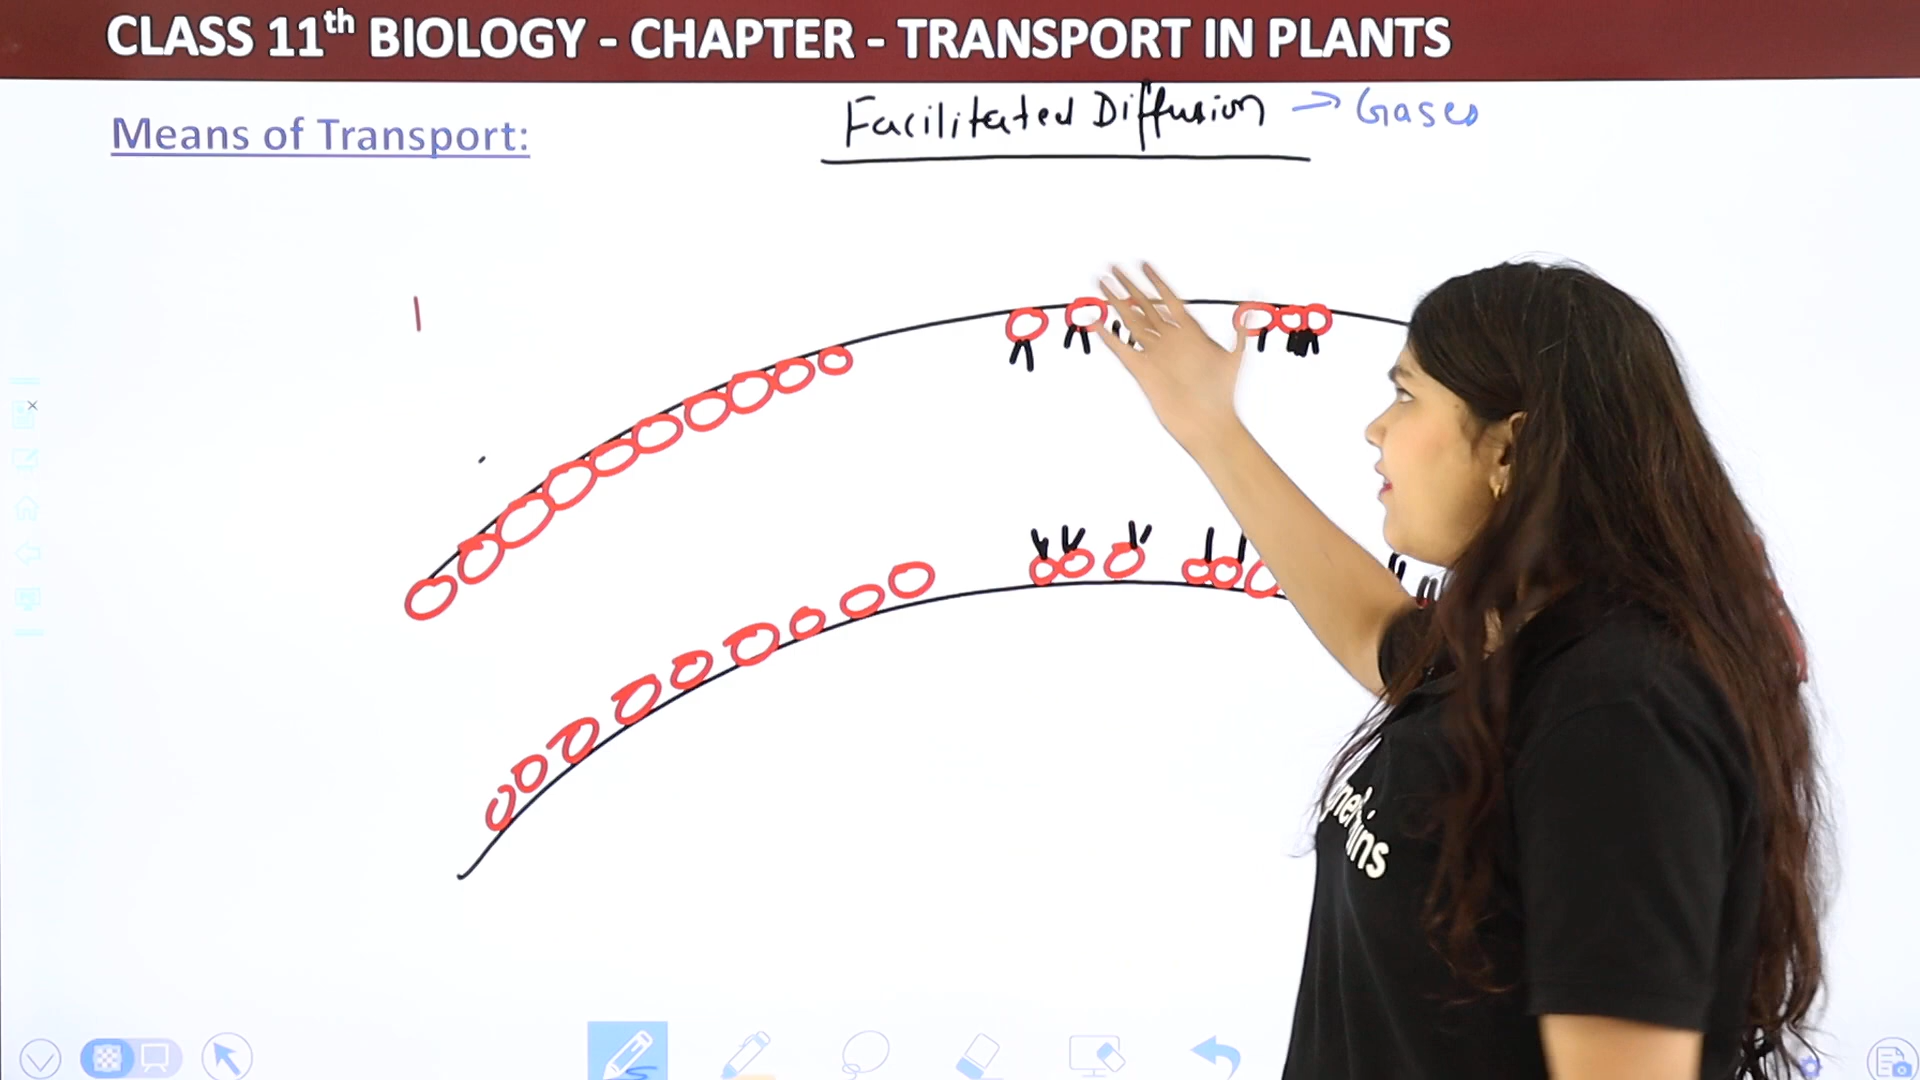 CLASS 11th BIOLOGY - CHAPTER - TRANSPORT IN PLANTS
Facilitated Diffusion → Gases
Means of Transport: